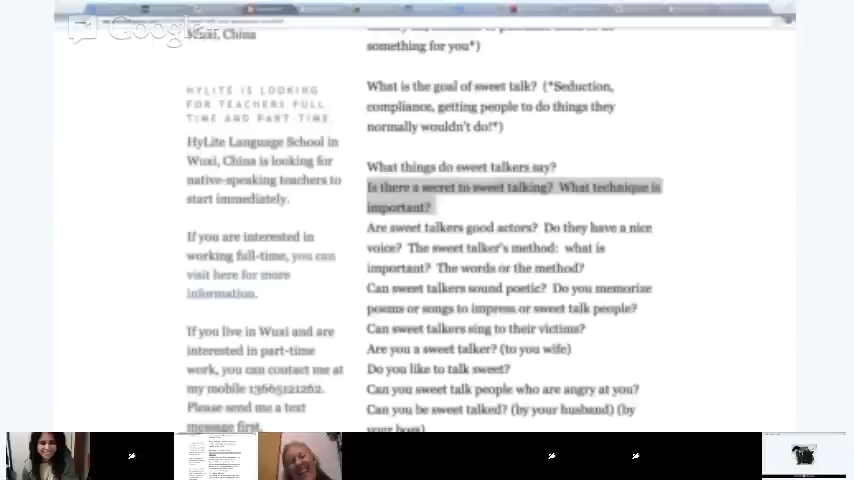 Google+
Wuxi, China
HYLITE IS LOOKING
FOR TEACHERS FULL
TIME AND PART TIME.
HyLite Language School in
Wuxi, China is looking for
native-speaking teachers to
start immediately.
If you are interested in
working full-time, you can
visit here for more
information.
If you live in Wuxi and are
interested in part-time
work, you can contact me at
my mobile 13665121262.
Please send me a text
message first.
something for you*)
What is the goal of sweet talk? (*Seduction,
compliance, getting people to do things they
normally wouldn't do!*)
What things do sweet talkers say?
Is there a secret to sweet talking? What technique is
important?
Are sweet talkers good actors? Do they have a nice
voice? The sweet talker's method: what is
important? The words or the method?
Can sweet talkers sound poetic? Do you memorize
poems or songs to impress or sweet talk people?
Can sweet talkers sing to their victims?
Are you a sweet talker? (to you wife)
Do you like to talk sweet?
Can you sweet talk people who are angry at you?
Can you be sweet talked? (by your husband) (by
your boss)